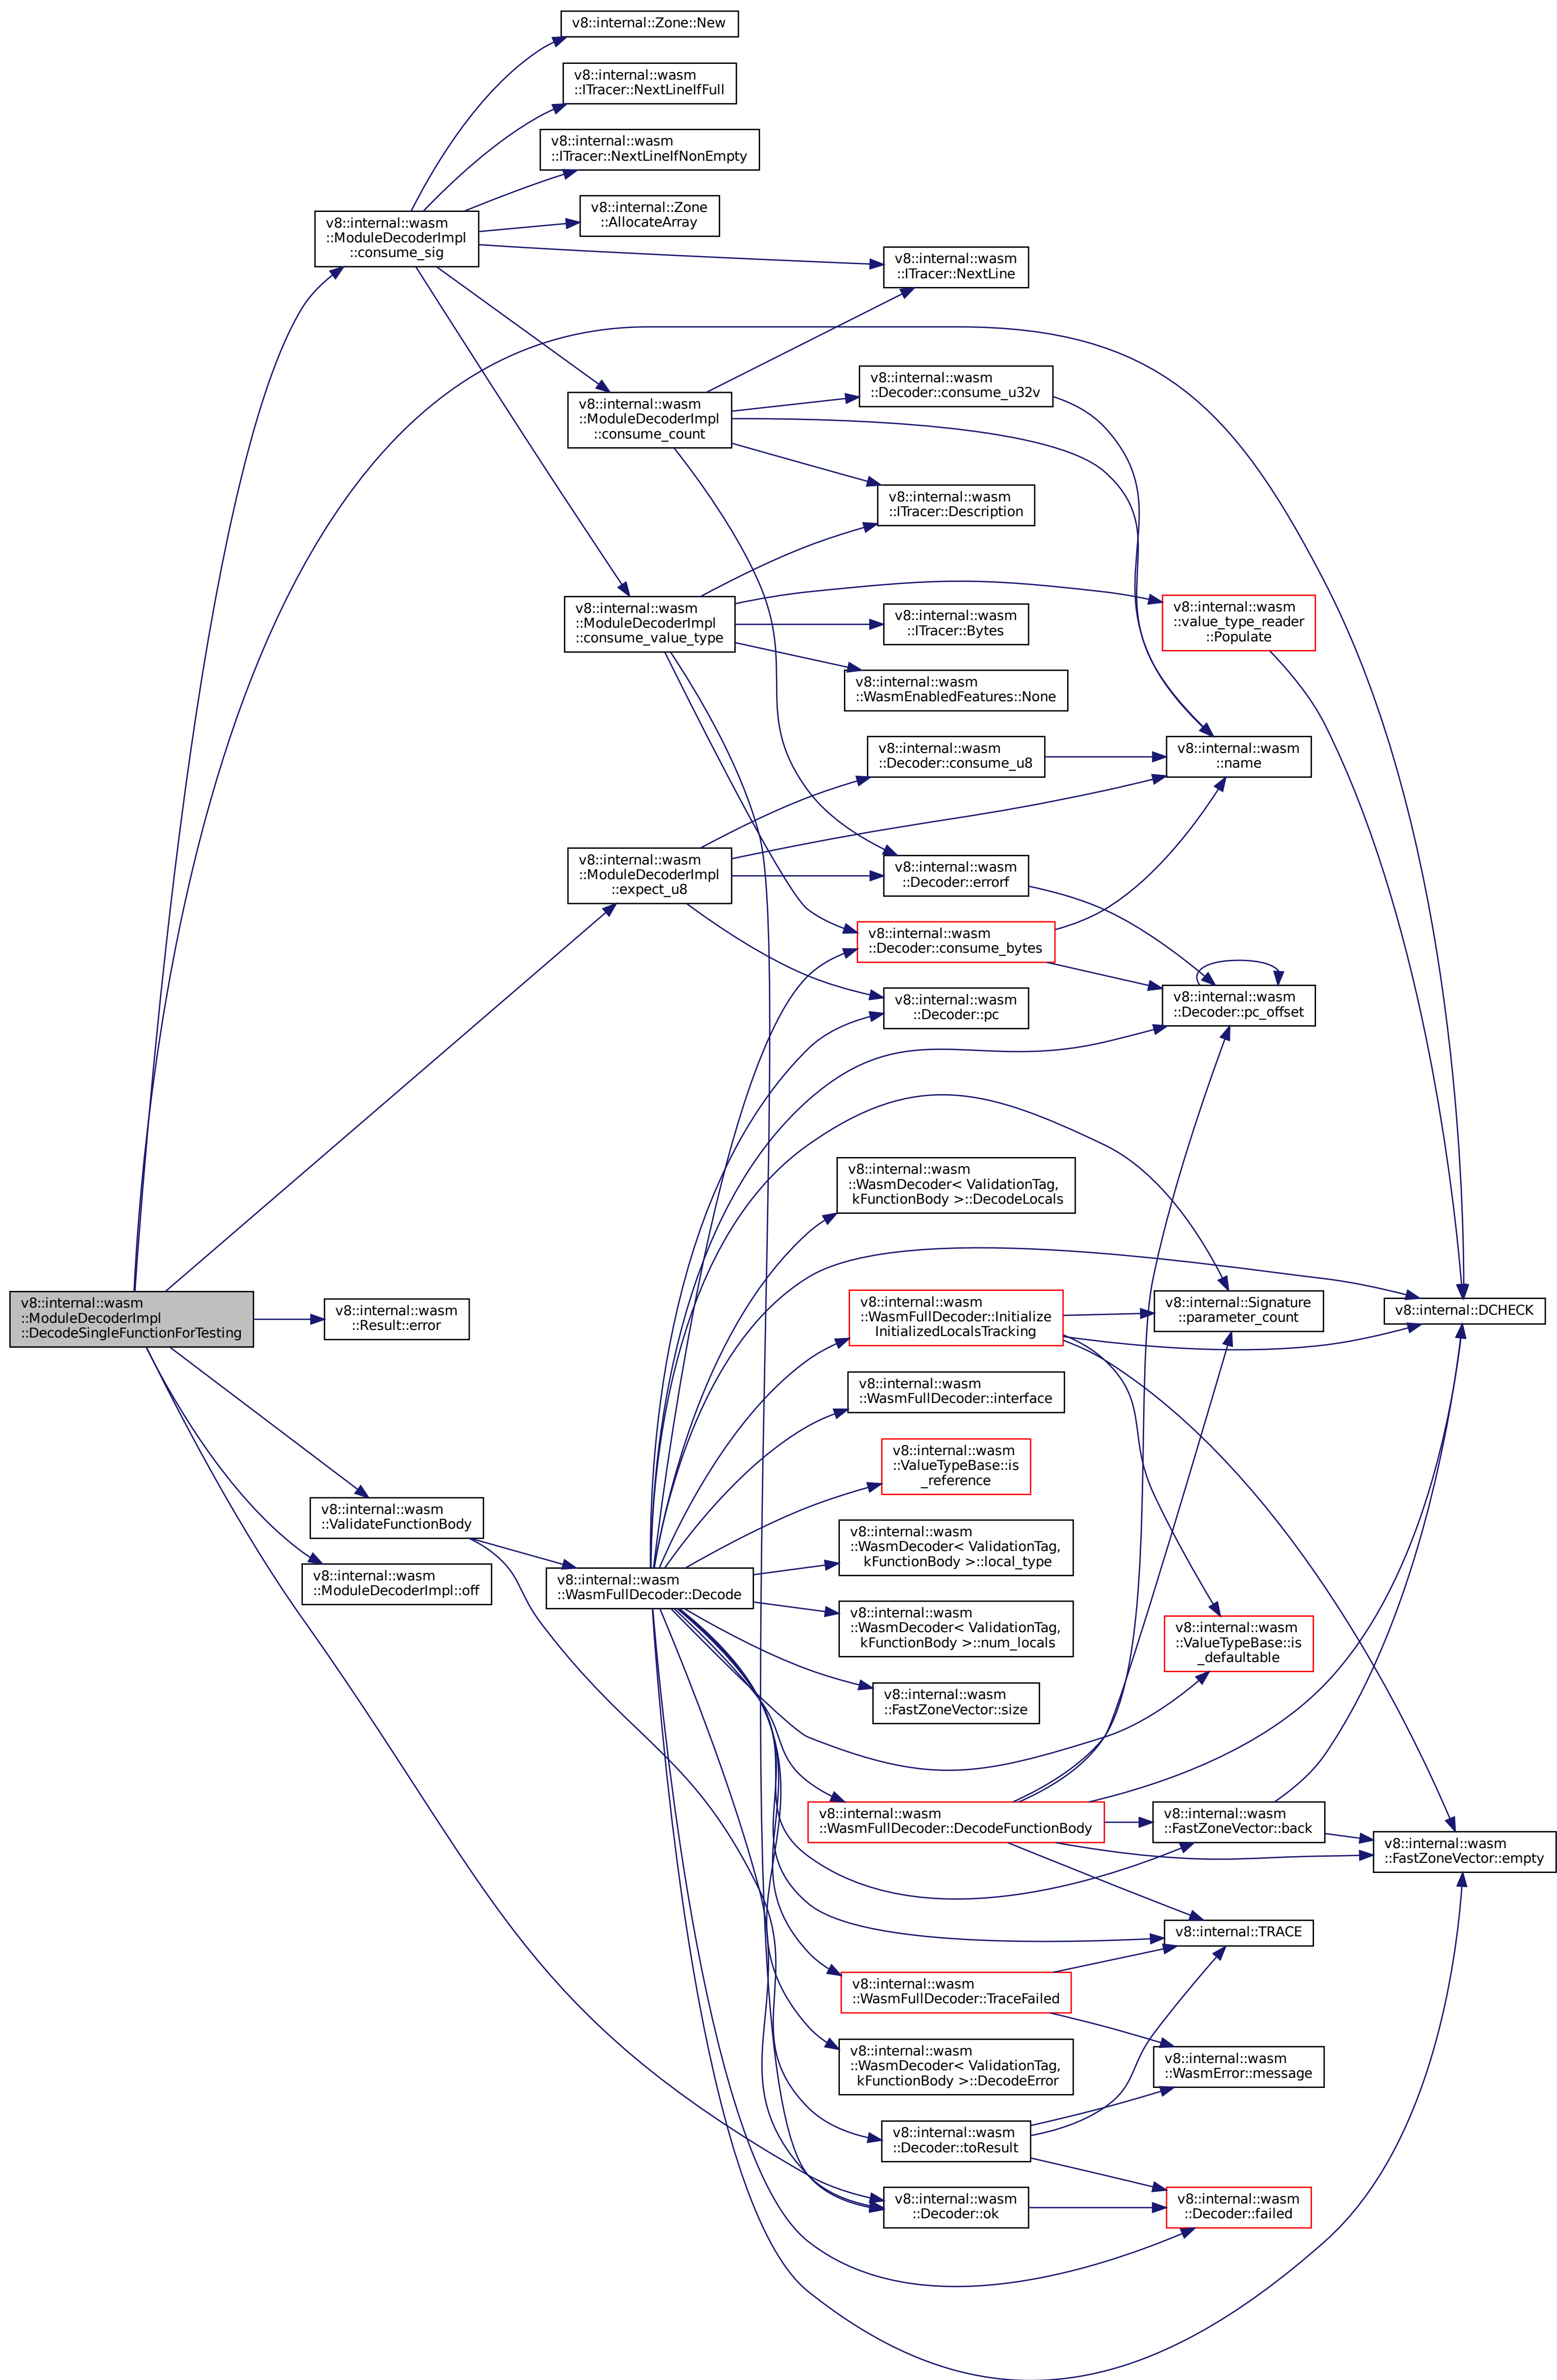 v8::internal::Zone::New
v8::internal::wasm
::ITracer::NextLineIfFull
v8::internal::wasm
::ITracer::NextLineIfNonEmpty
v8::internal::Zone
::AllocateArray
v8::internal::wasm
::ModuleDecoderImpl
::consume_sig
v8::internal::wasm
::ITracer::NextLine
v8::internal::wasm
::Decoder::consume_u32v
v8::internal::wasm
::ModuleDecoderImpl
::consume_count
v8::internal::wasm
::ITracer::Description
v8::internal::wasm
::ModuleDecoderImpl
::consume_value_type
v8::internal::wasm
::value_type_reader
::Populate
v8::internal::wasm
::ITracer::Bytes
v8::internal::wasm
::WasmEnabledFeatures::None
v8::internal::wasm
::Decoder::consume_u8
v8::internal::wasm
::name
v8::internal::wasm
::ModuleDecoderImpl
::expect_u8
v8::internal::wasm
::Decoder::errorf
v8::internal::wasm
::Decoder::consume_bytes
v8::internal::wasm
::Decoder::pc
v8::internal::wasm
::Decoder::pc_offset
v8::internal::wasm
::WasmDecoder< ValidationTag,
kFunctionBody >::DecodeLocals
v8::internal::wasm
::ModuleDecoderImpl
::DecodeSingleFunctionForTesting
v8::internal::wasm
::Result::error
v8::internal::wasm
::WasmFullDecoder::Initialize
InitializedLocalsTracking
v8::internal::Signature
::parameter_count
v8::internal::DCHECK
v8::internal::wasm
::WasmFullDecoder::interface
v8::internal::wasm
::ValueTypeBase::is
_reference
v8::internal::wasm
::ValidateFunctionBody
v8::internal::wasm
::WasmDecoder< ValidationTag,
kFunctionBody >::local_type
v8::internal::wasm
::ModuleDecoderImpl::off
v8::internal::wasm
::WasmFullDecoder::Decode
v8::internal::wasm
::WasmDecoder< ValidationTag,
kFunctionBody >::num_locals
v8::internal::wasm
::ValueTypeBase::is
_defaultable
v8::internal::wasm
::FastZoneVector::size
v8::internal::wasm
::WasmFullDecoder::DecodeFunctionBody
v8::internal::wasm
::FastZoneVector::back
v8::internal::wasm
::FastZoneVector::empty
v8::internal::TRACE
v8::internal::wasm
::WasmFullDecoder::TraceFailed
v8::internal::wasm
::WasmDecoder< ValidationTag,
kFunctionBody >::DecodeError
v8::internal::wasm
::WasmError::message
v8::internal::wasm
::Decoder::toResult
v8::internal::wasm
::Decoder::ok
v8::internal::wasm
::Decoder::failed